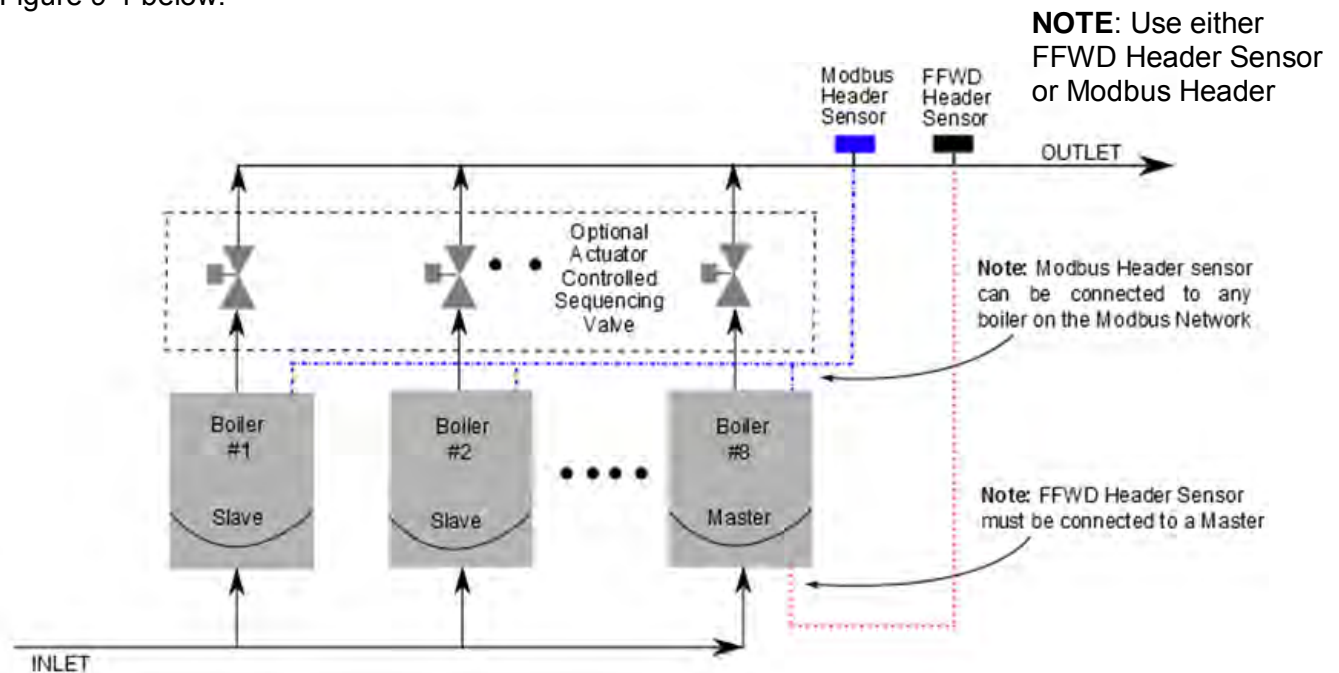 Figure 5-1 below.
NOTE: Use either
FFWD Header Sensor
or Modbus Header
Modbus
Header
Sensor
FFWD
Header
Sensor
OUTLET
Optional
Actuator
Controlled
Sequencing
Valve
Note: Modbus Header sensor
can be connected to any
boiler on the Modbus Network
Boiler
#1
Slave
Boiler
#2
Slave
Boiler
#8
Master
Note: FFWD Header Sensor
must be connected to a Master
INLET